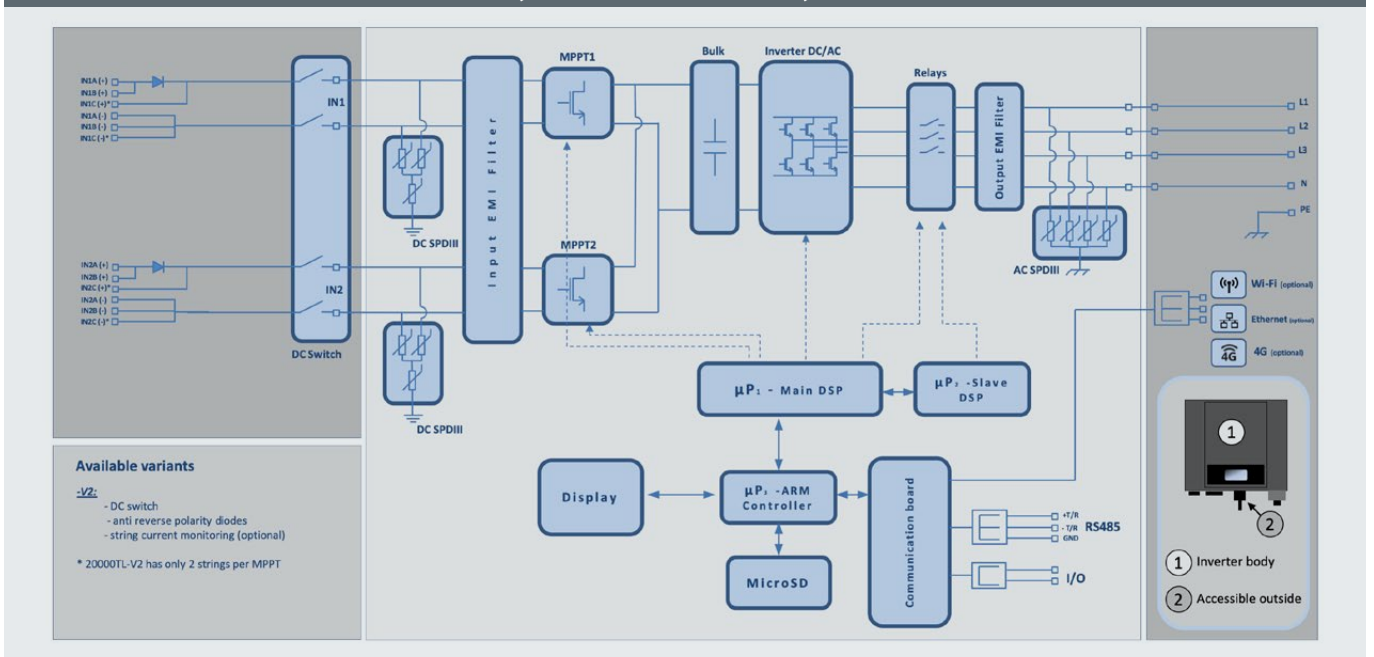 IN1A (+)
IN1B (+)
IN1C (+)*
IN1A (-)
IN1B (-)
IN1C (-)*
IN1
IN2A (+)
IN2B (+)
IN2C (+)*
IN2A (-)
IN2B (-)
IN2C (-)*
IN2
DC Switch
DC SPDIII
DC SPDIII
Input EMI Filter
MPPT1
MPPT2
Bulk
Inverter DC/AC
Relays
Output EMI Filter
AC SPDIII
L1
L2
L3
N
PE
Wi-Fi (optional)
Ethernet (optional)
4G
4G (optional)
µP₁ - Main DSP
µP₂ -Slave
DSP
Display
µP₃ -ARM
Controller
MicroSD
Communication board
+T/R
- T/R
GND
RS485
I/O
Available variants
-V2:
- DC switch
- anti reverse polarity diodes
- string current monitoring (optional)
* 20000TL-V2 has only 2 strings per MPPT
1
2
1 Inverter body
2 Accessible outside